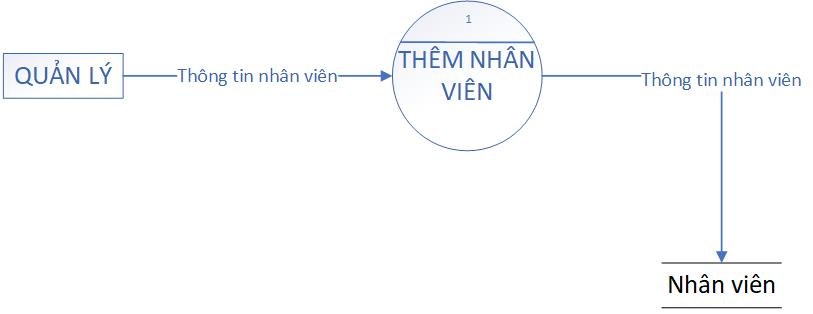 1
THÊM NHÂN
VIÊN
QUẢN LÝ
Thông tin nhân viên
Thông tin nhân viên
Nhân viên